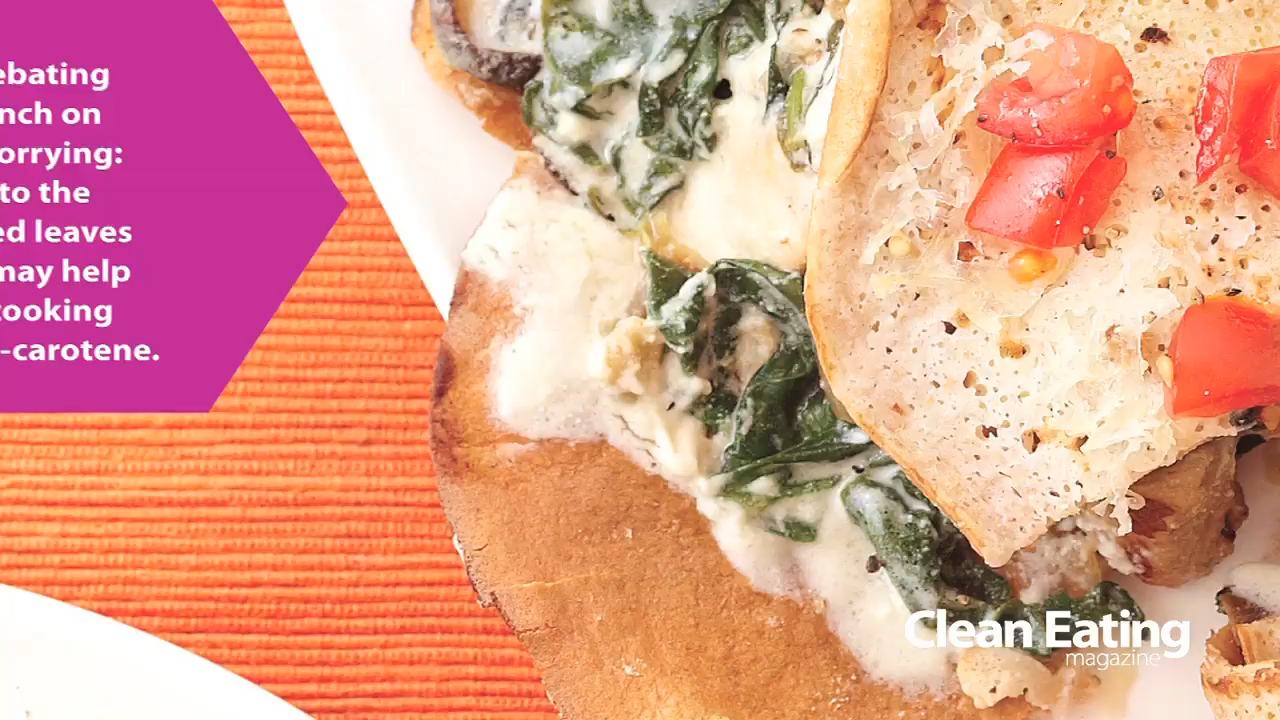 ebating
nch on
orrying:
to the
ed leaves
may help
cooking
-carotene.
Clean Eating
magazine